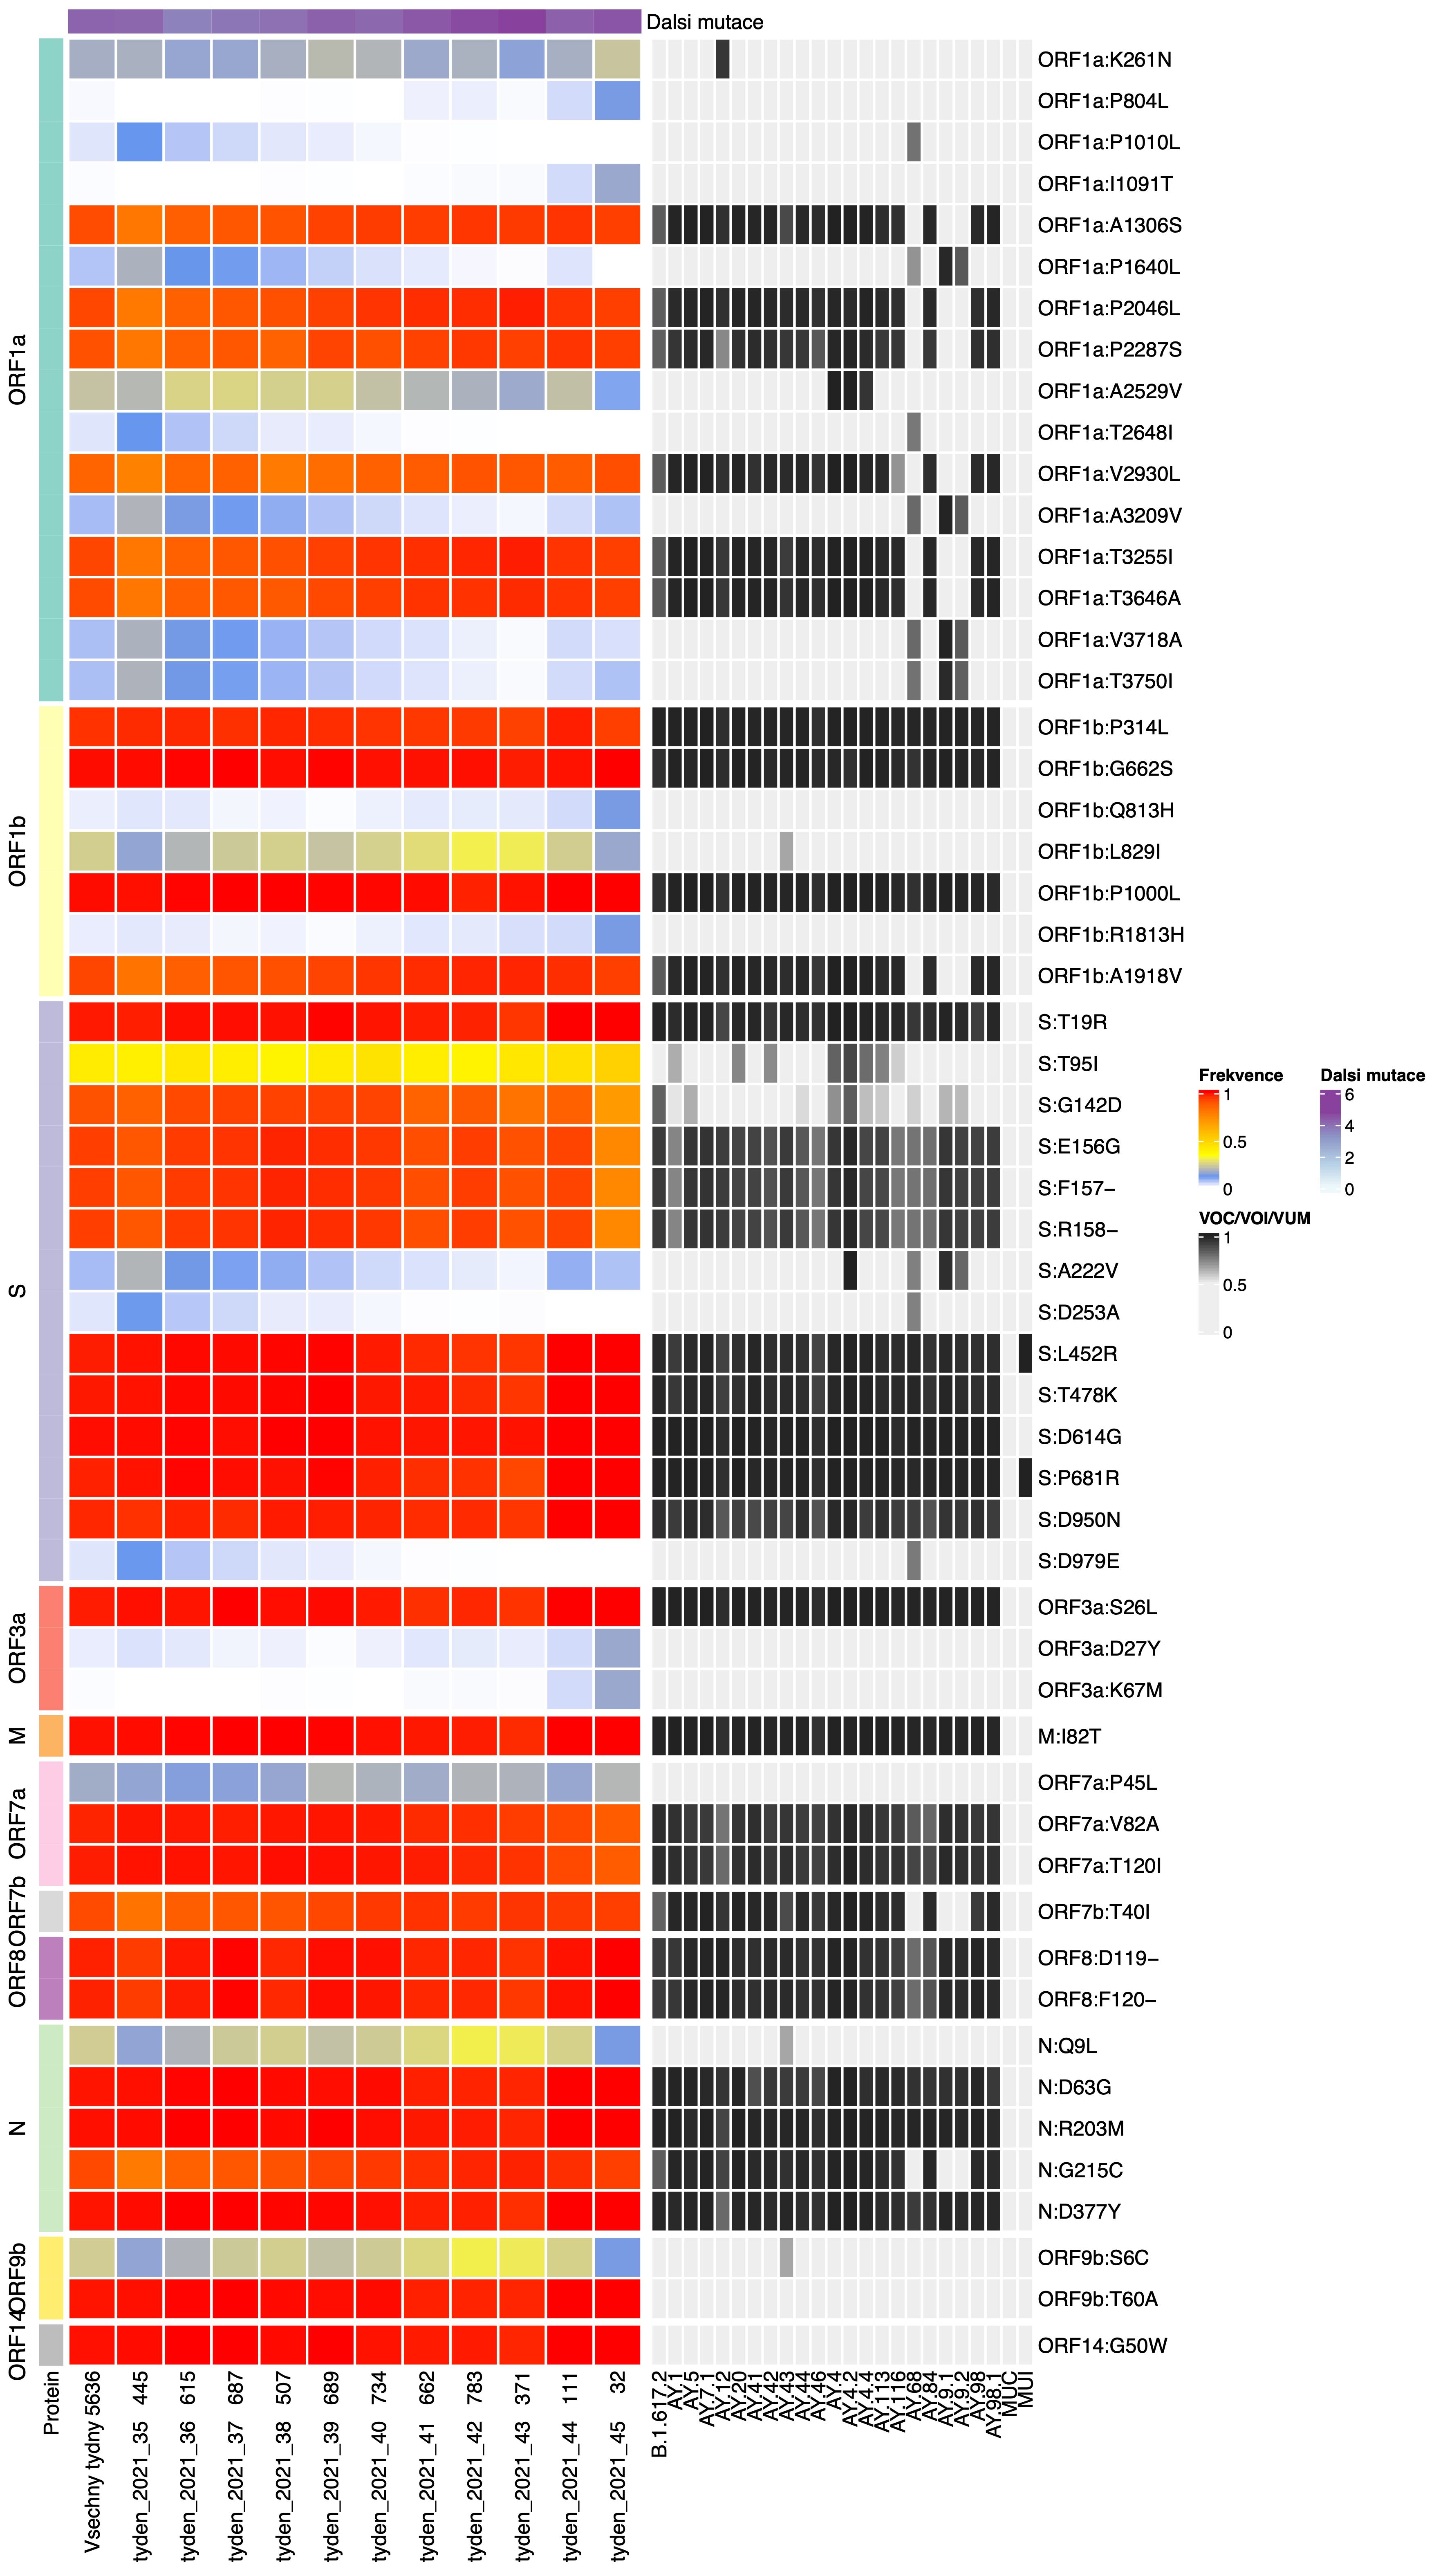 Dalsi mutace
ORF1a
ORF1a:K261N
ORF1a:P804L
ORF1a:P1010L
ORF1a:I1091T
ORF1a:A1306S
ORF1a:P1640L
ORF1a:P2046L
ORF1a:P2287S
ORF1a:A2529V
ORF1a:T2648I
ORF1a:V2930L
ORF1a:A3209V
ORF1a:T3255I
ORF1a:T3646A
ORF1a:V3718A
ORF1a:T3750I
ORF1b
ORF1b:P314L
ORF1b:G662S
ORF1b:Q813H
ORF1b:L829I
ORF1b:P1000L
ORF1b:R1813H
ORF1b:A1918V
S
S:T19R
S:T95I
S:G142D
S:E156G
S:F157−
S:R158−
S:A222V
S:D253A
S:L452R
S:T478K
S:D614G
S:P681R
S:D950N
S:D979E
ORF3a
ORF3a:S26L
ORF3a:D27Y
ORF3a:K67M
M
M:I82T
ORF7a
ORF7a:P45L
ORF7a:V82A
ORF7a:T120I
ORF7b
ORF7b:T40I
ORF8
ORF8:D119−
ORF8:F120−
N
N:Q9L
N:D63G
N:R203M
N:G215C
N:D377Y
ORF9b
ORF9b:S6C
ORF9b:T60A
ORF14
ORF14:G50W
Frekvence
1
0.5
0
Dalsi mutace
6
4
2
0
VOC/VOI/VUM
1
0.5
0
Protein
Vsechny tydny 5636
tyden_2021_35 445
tyden_2021_36 615
tyden_2021_37 687
tyden_2021_38 507
tyden_2021_39 689
tyden_2021_40 734
tyden_2021_41 662
tyden_2021_42 783
tyden_2021_43 371
tyden_2021_44 111
tyden_2021_45 32
B.1.617.2
AY.1
AY.5
AY.7.1
AY.12
AY.20
AY.41
AY.42
AY.43
AY.44
AY.46
AY.4
AY.4.2
AY.4.4
AY.113
AY.116
AY.68
AY.84
AY.9.1
AY.9.2
AY.98
AY.98.1
MUC
MUI